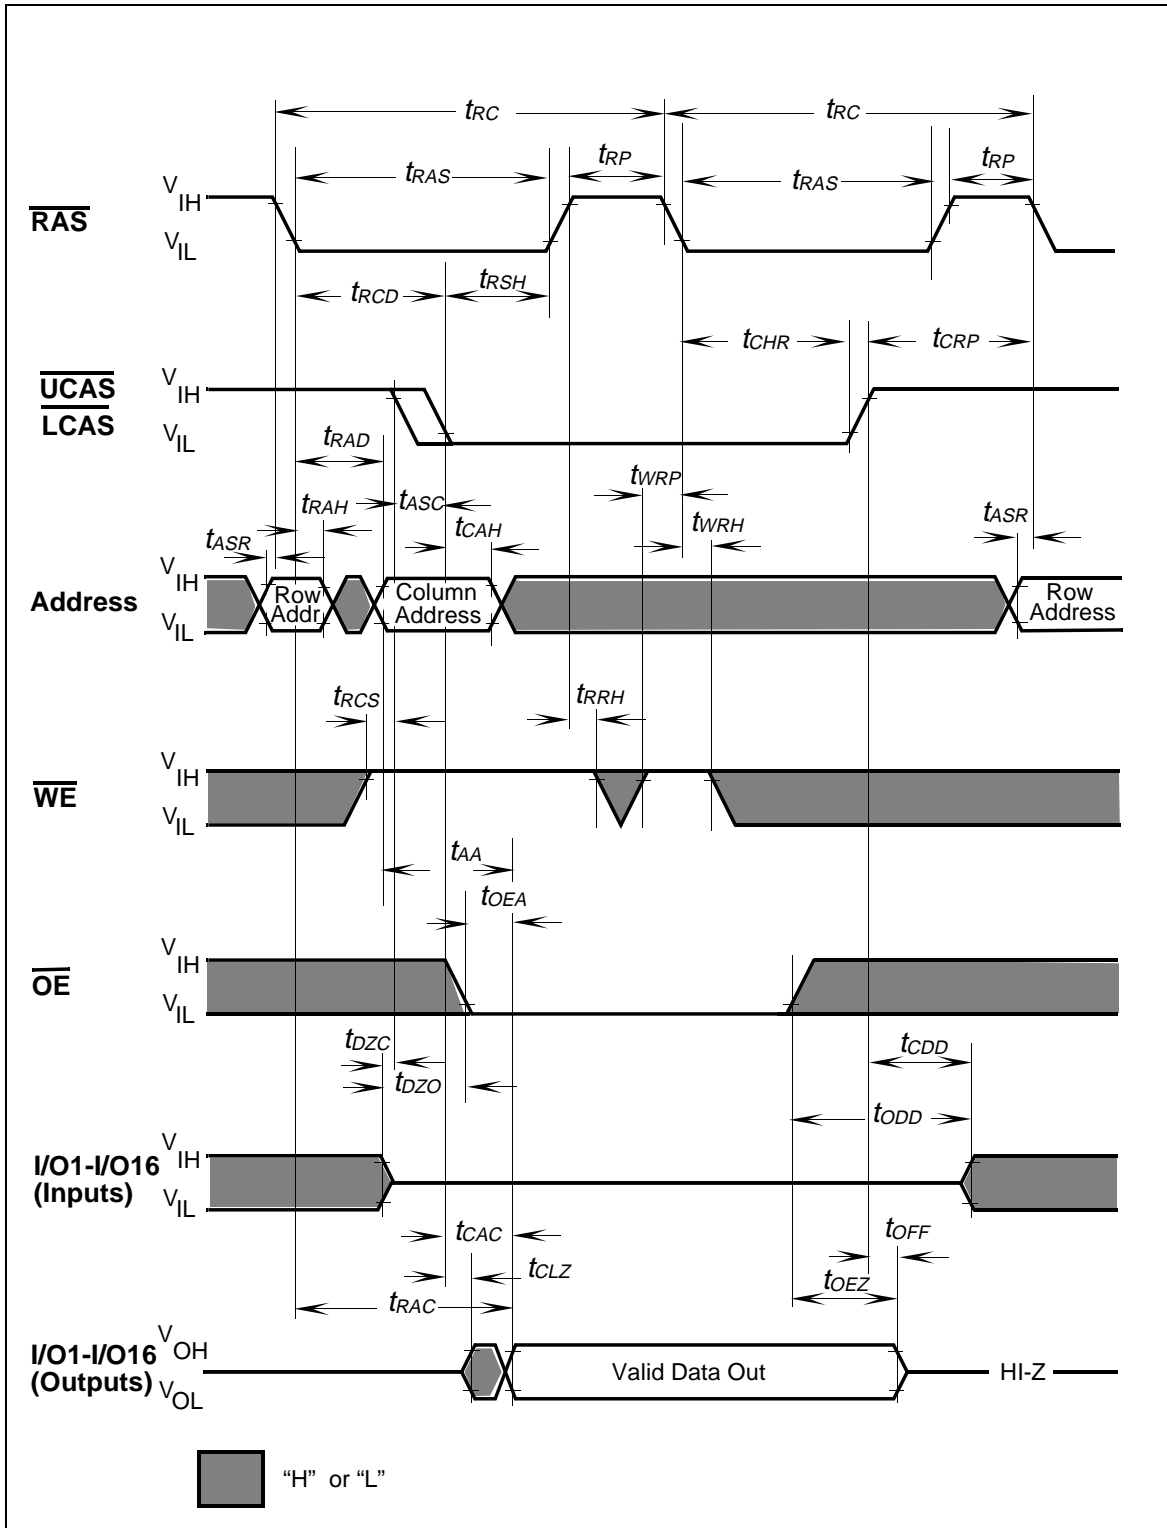 tRC tRC
tRP tRP
tRAS tRAS
RAS VIH
VIL
tRCD tRSH
tCHR tCRP
UCAS VIH
LCAS VIL
tRAD
tWRP
tRAH tASC
tCAH tWRH
tASR tASR
Address VIH
VIL
Row Addr
Column Address
Row Address
tRCS tRRH
WE VIH
VIL
tAA
tOEA
OE VIH
VIL
tDZC tCDD
tDZO
tODD
I/O1-I/O16 VIH
(Inputs) VIL
tCAC tOFF
tCLZ tOEZ
tRAC
I/O1-I/O16 VOH
(Outputs) VOL
Valid Data Out HI-Z
“H” or “L”